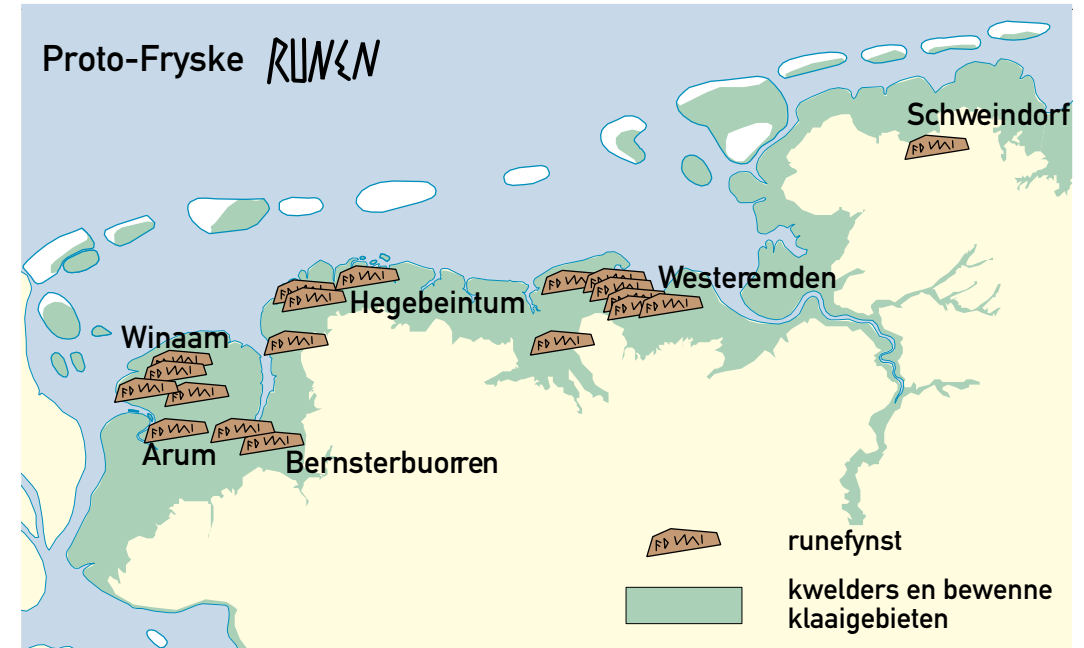 Proto-Fryske RUNEN
Schweindorf
Westeremden
Hegebeintum
Winaam
Arum
Bernsterbuorren
runefynst
kwelders en bewenne
klaaigebieten